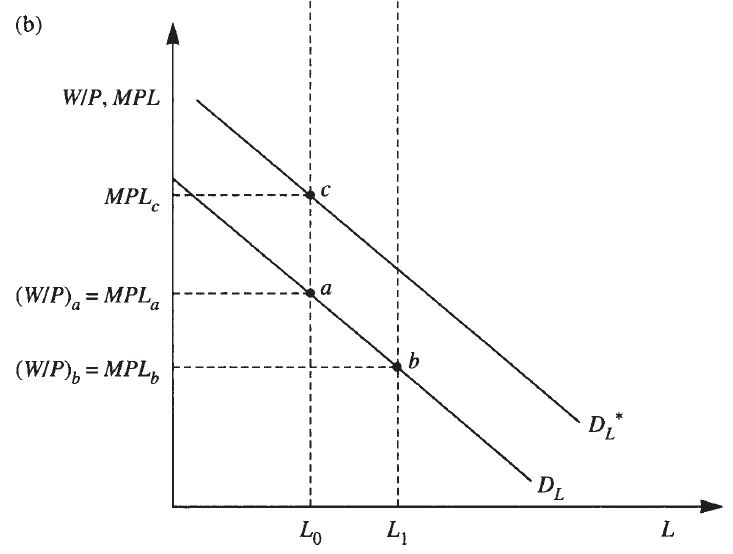 (b)
W/P, MPL
MPL_c
c
(W/P)_a = MPL_a
a
(W/P)_b = MPL_b
b
D_L*
D_L
L_0
L_1
L